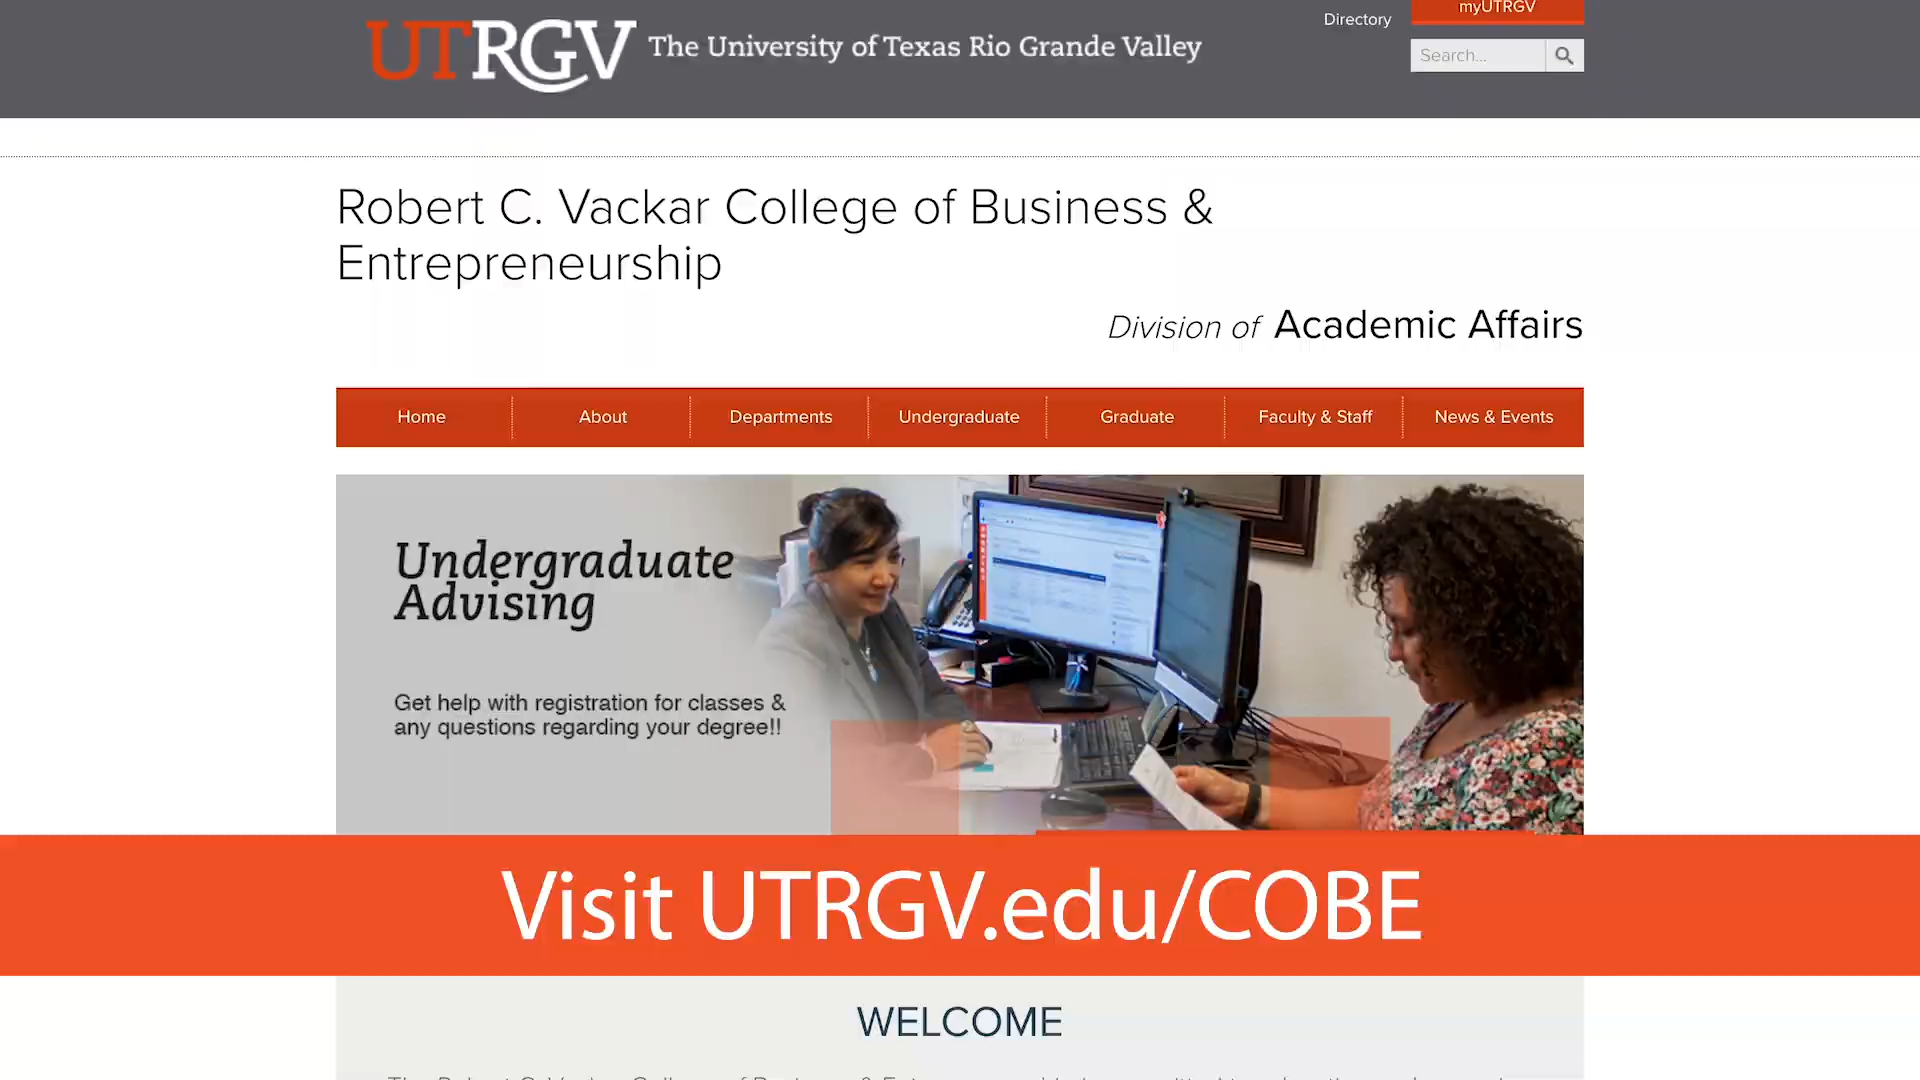 UTRGV The University of Texas Rio Grande Valley
Directory
myUTRGV
Search...
Robert C. Vackar College of Business &
Entrepreneurship
Division of Academic Affairs
Home About Departments Undergraduate Graduate Faculty & Staff News & Events
Undergraduate
Advising
Get help with registration for classes &
any questions regarding your degree!!
Visit UTRGV.edu/COBE
WELCOME